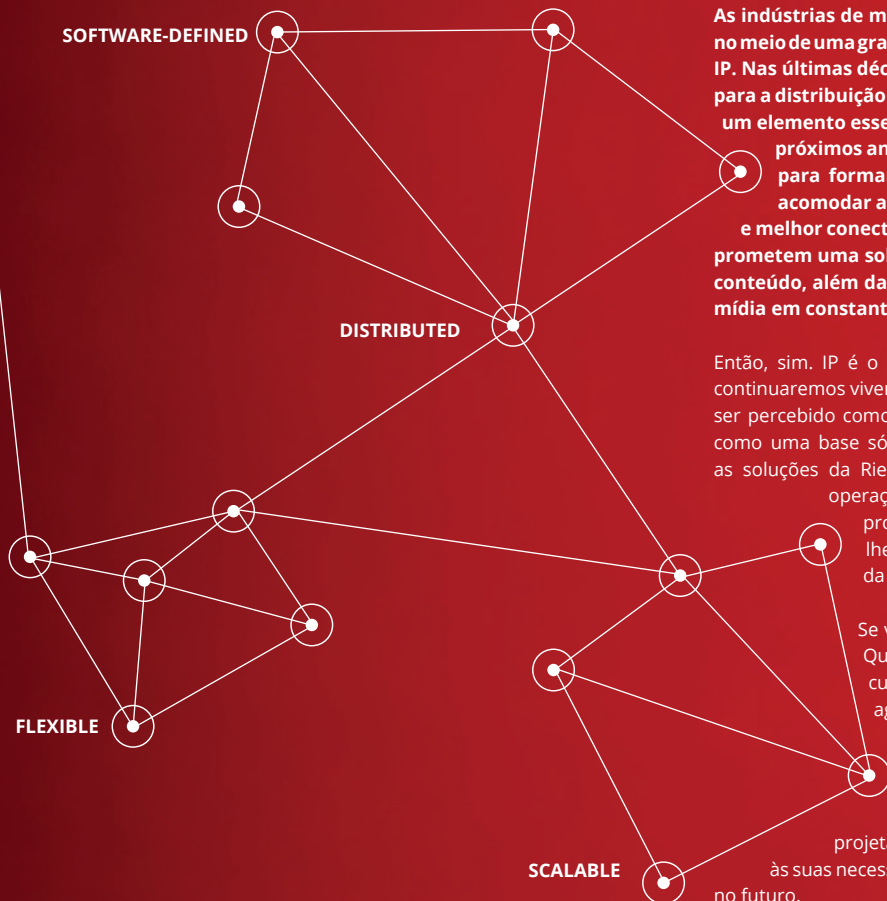 SOFTWARE-DEFINED
DISTRIBUTED
FLEXIBLE
SCALABLE
As indústrias de m
no meio de uma gra
IP. Nas últimas déc
para a distribuição
um elemento esse
próximos an
para forma
acomodar a
e melhor conect
prometem uma sol
conteúdo, além da
mídia em constant
Então, sim. IP é o
continuaremos viver
ser percebido como
como uma base só
as soluções da Rie
operaç
pro
lhe
da
Se v
Qu
cu
ag
projeta
às suas necess
no futuro.